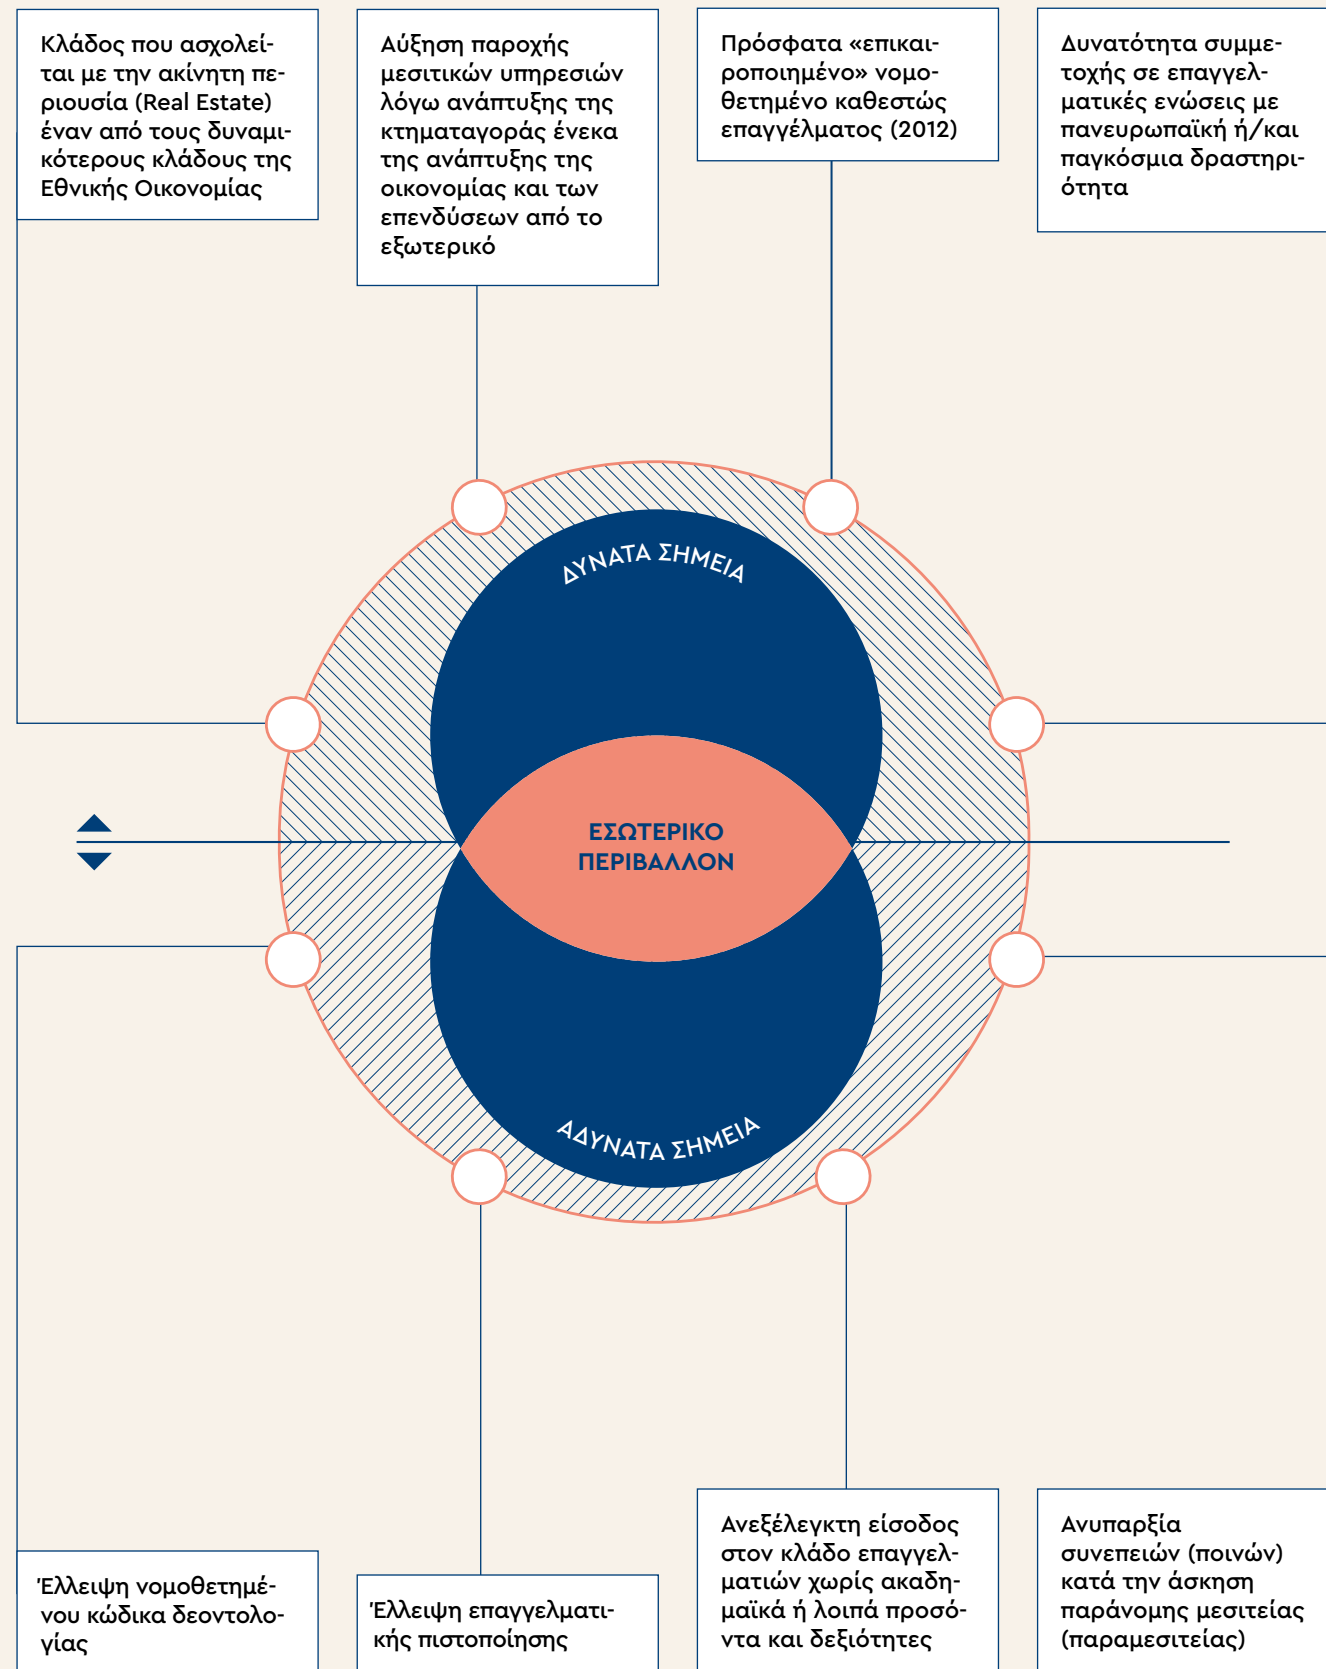 Κλάδος που ασχολεί-
ται με την ακίνητη πε-
ριουσία (Real Estate)
έναν από τους δυναμι-
κότερους κλάδους της
Εθνικής Οικονομίας
Αύξηση παροχής
μεσιτικών υπηρεσιών
λόγω ανάπτυξης της
κτηματαγοράς ένεκα
της ανάπτυξης της
οικονομίας και των
επενδύσεων από το
εξωτερικό
Πρόσφατα «επικαι-
ροποιημένο» νομο-
θετημένο καθεστώς
επαγγέλματος (2012)
Δυνατότητα συμμε-
τοχής σε επαγγελ-
ματικές ενώσεις με
πανευρωπαϊκή ή/και
παγκόσμια δραστηρι-
ότητα
ΔΥΝΑΤΑ ΣΗΜΕΙΑ
ΕΣΩΤΕΡΙΚΟ
ΠΕΡΙΒΑΛΛΟΝ
ΑΔΥΝΑΤΑ ΣΗΜΕΙΑ
Έλλειψη νομοθετημέ-
νου κώδικα δεοντολο-
γίας
Έλλειψη επαγγελματι-
κής πιστοποίησης
Ανεξέλεγκτη είσοδος
στον κλάδο επαγγελ-
ματιών χωρίς ακαδη-
μαϊκά ή λοιπά προσό-
ντα και δεξιότητες
Ανυπαρξία
συνεπειών (ποινών)
κατά την άσκηση
παράνομης μεσιτείας
(παραμεσιτείας)